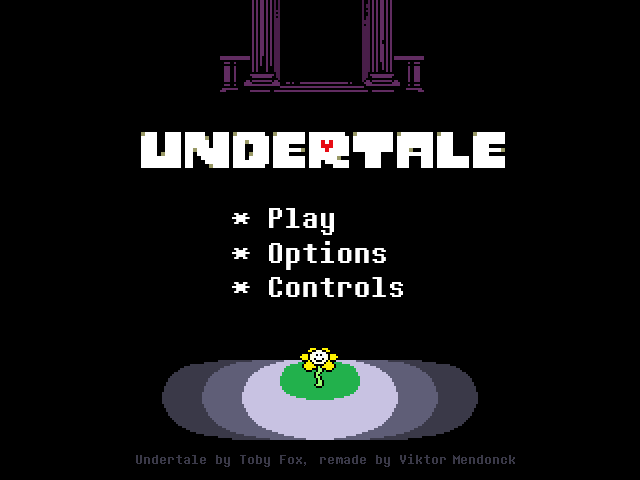 UNDERTALE
* Play
* Options
* Controls
Undertale by Toby Fox, remade by Viktor Mendonck